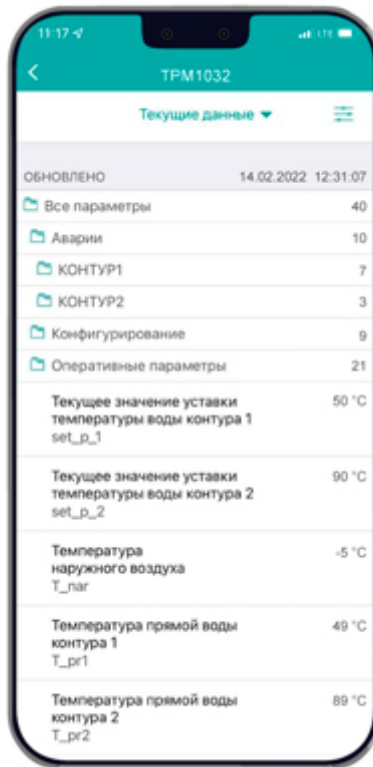 11:17
LTE
ТРМ1032
Текущие данные
ОБНОВЛЕНО 14.02.2022 12:31:07
Все параметры 40
Аварии 10
КОНТУР1 7
КОНТУР2 3
Конфигурирование 9
Оперативные параметры 21
Текущее значение уставки 50 °C
температуры воды контура 1
set_p_1
Текущее значение уставки 90 °C
температуры воды контура 2
set_p_2
Температура -5 °C
наружного воздуха
T_nar
Температура прямой воды 49 °C
контура 1
T_pr1
Температура прямой воды 89 °C
контура 2
T_pr2